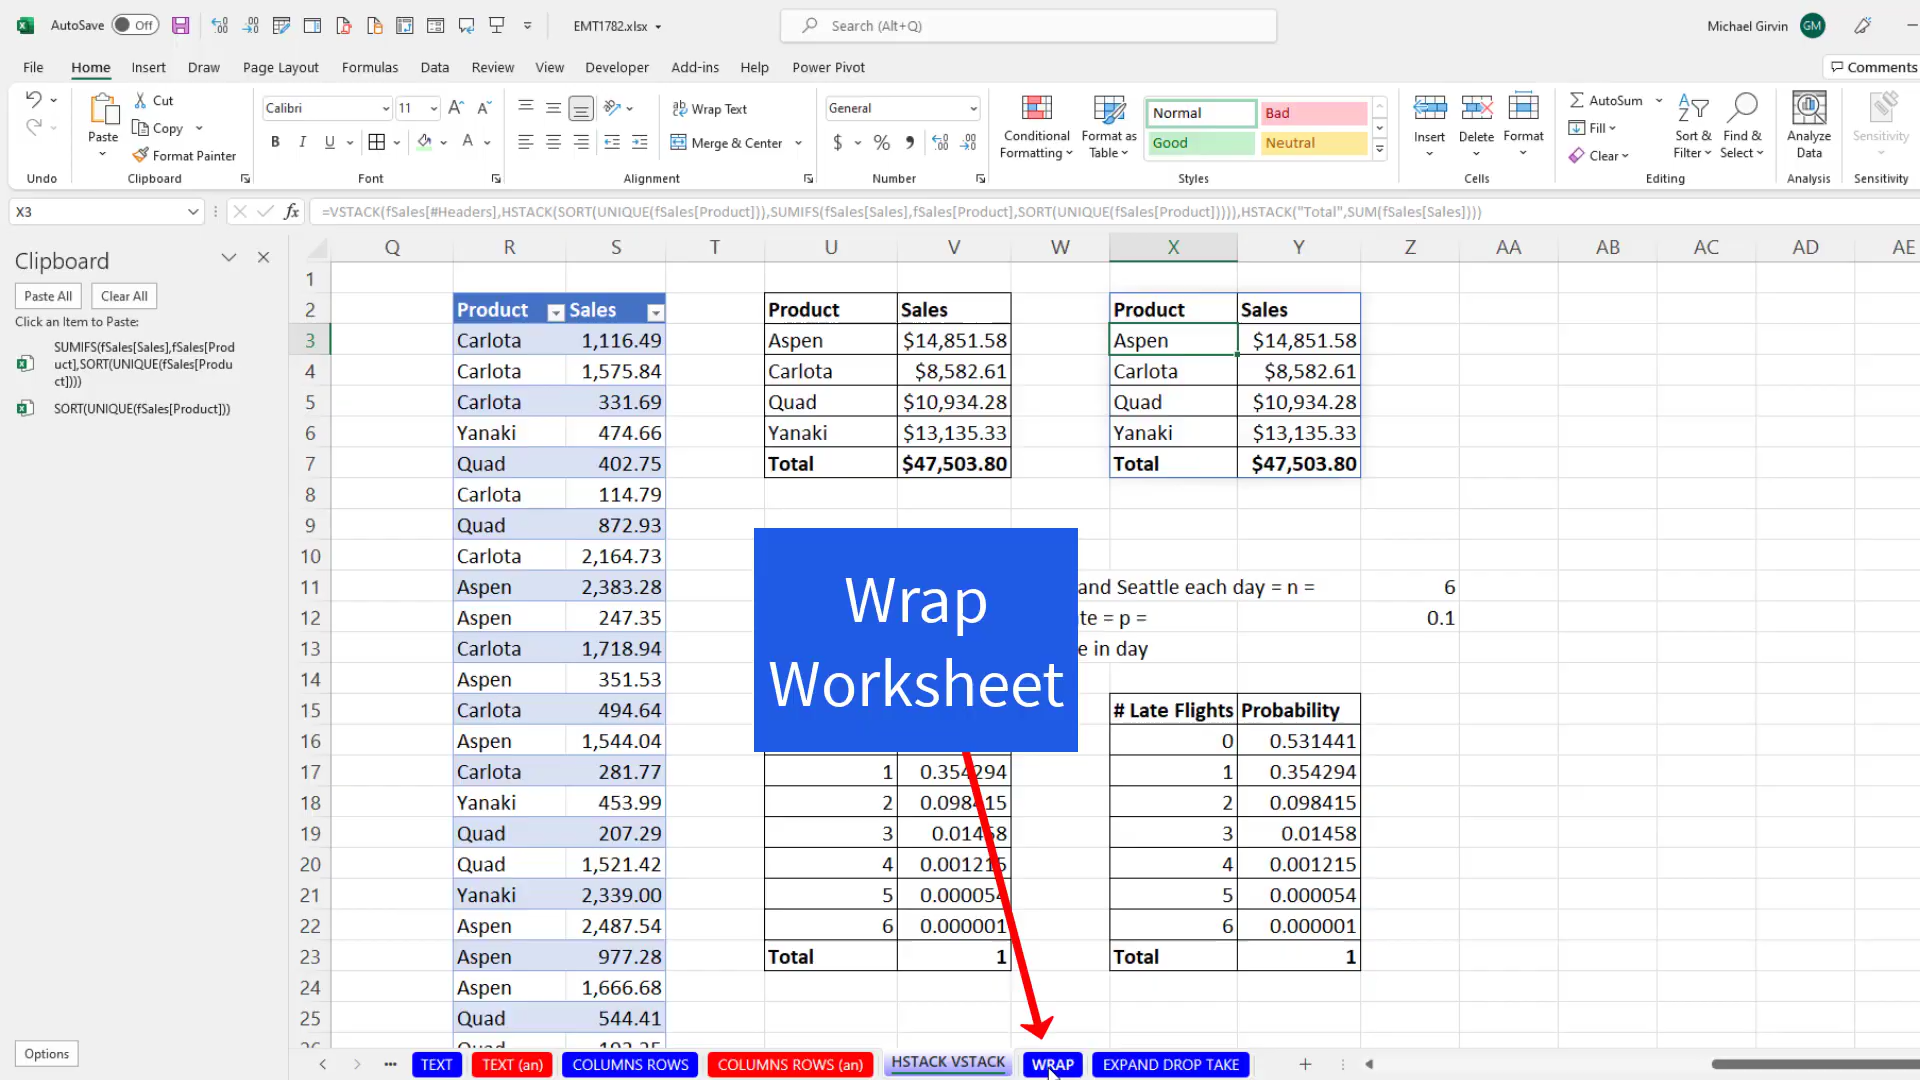 AutoSave Off EMT1782.xlsx Search (Alt+Q) Michael Girvin GM
File Home Insert Draw Page Layout Formulas Data Review View Developer Add-ins Help Power Pivot Comments
Paste Cut Copy Format Painter
Calibri 11
B I U A
Wrap Text
Merge & Center
General
$ %
Conditional Formatting Format as Table
Normal Bad
Good Neutral
Insert Delete Format
AutoSum Fill Clear
Sort & Filter Find & Select
Analyze Data Sensitivity
Undo Clipboard Font Alignment Number Styles Cells Editing Analysis Sensitivity
X3 fx =VSTACK(fSales[#Headers],HSTACK(SORT(UNIQUE(fSales[Product])),SUMIFS(fSales[Sales],fSales[Product],SORT(UNIQUE(fSales[Product])))),HSTACK("Total",SUM(fSales[Sales])))
Clipboard
Paste All Clear All
Click an Item to Paste:
SUMIFS(fSales[Sales],fSales[Prod
uct],SORT(UNIQUE(fSales[Produ
ct])))
SORT(UNIQUE(fSales[Product]))
Options
Q R S T U V W X Y Z AA AB AC AD AE
1
2 Product Sales Product Sales Product Sales
3 Carlota 1,116.49 Aspen $14,851.58 Aspen $14,851.58
4 Carlota 1,575.84 Carlota $8,582.61 Carlota $8,582.61
5 Carlota 331.69 Quad $10,934.28 Quad $10,934.28
6 Yanaki 474.66 Yanaki $13,135.33 Yanaki $13,135.33
7 Quad 402.75 Total $47,503.80 Total $47,503.80
8 Carlota 114.79
9 Quad 872.93
10 Carlota 2,164.73
11 Aspen 2,383.28 and Seattle each day = n = 6
12 Aspen 247.35 te = p = 0.1
13 Carlota 1,718.94 e in day
14 Aspen 351.53
15 Carlota 494.64 # Late Flights Probability
16 Aspen 1,544.04 0 0.531441
17 Carlota 281.77 1 0.354294 1 0.354294
18 Yanaki 453.99 2 0.098415 2 0.098415
19 Quad 207.29 3 0.01458 3 0.01458
20 Quad 1,521.42 4 0.001215 4 0.001215
21 Yanaki 2,339.00 5 0.000054 5 0.000054
22 Aspen 2,487.54 6 0.000001 6 0.000001
23 Aspen 977.28 Total 1 Total 1
24 Aspen 1,666.68
25 Quad 544.41
Wrap
Worksheet
TEXT TEXT (an) COLUMNS ROWS COLUMNS ROWS (an) HSTACK VSTACK WRAP EXPAND DROP TAKE